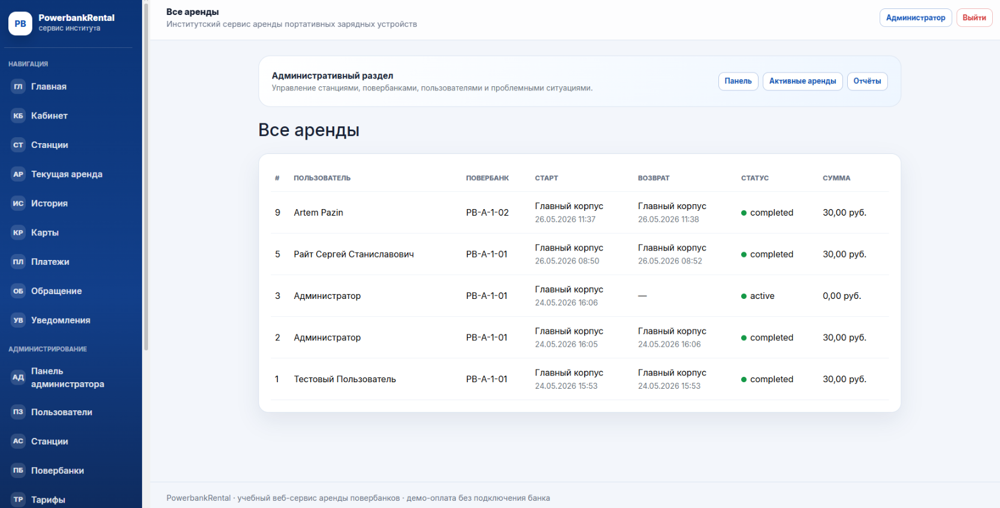 PB
PowerbankRental
сервис института
НАВИГАЦИЯ
ГЛ Главная
КБ Кабинет
СТ Станции
АР Текущая аренда
ИС История
КР Карты
ПЛ Платежи
ОБ Обращение
УВ Уведомления
АДМИНИСТРИРОВАНИЕ
АД Панель
администратора
ПЗ Пользователи
АС Станции
ПБ Повербанки
ТР Тарифы
Все аренды
Институтский сервис аренды портативных зарядных устройств
Администратор Выйти
Административный раздел
Управление станциями, повербанками, пользователями и проблемными ситуациями.
Панель Активные аренды Отчёты
Все аренды
# ПОЛЬЗОВАТЕЛЬ ПОВЕРБАНК СТАРТ ВОЗВРАТ СТАТУС СУММА
9 Artem Pazin PB-A-1-02 Главный корпус Главный корпус completed 30,00 руб.
26.05.2026 11:37 26.05.2026 11:38
5 Райт Сергей Станиславович PB-A-1-01 Главный корпус Главный корпус completed 30,00 руб.
26.05.2026 08:50 26.05.2026 08:52
3 Администратор PB-A-1-01 Главный корпус — active 0,00 руб.
24.05.2026 16:06
2 Администратор PB-A-1-01 Главный корпус Главный корпус completed 30,00 руб.
24.05.2026 16:05 24.05.2026 16:06
1 Тестовый Пользователь PB-A-1-01 Главный корпус Главный корпус completed 30,00 руб.
24.05.2026 15:53 24.05.2026 15:53
PowerbankRental · учебный веб-сервис аренды повербанков · демо-оплата без подключения банка